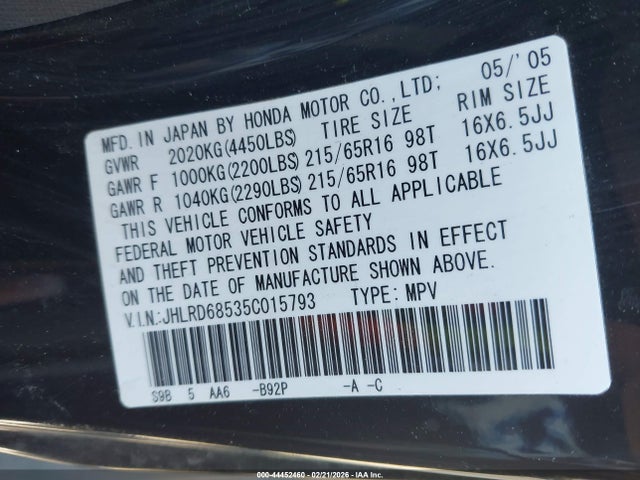 MFD. IN JAPAN BY HONDA MOTOR CO.,LTD; 05/'05
GVWR 2020KG(4450LBS) TIRE SIZE RIM SIZE
GAWR F 1000KG(2200LBS) 215/65R16 98T 16X6.5JJ
GAWR R 1040KG(2290LBS) 215/65R16 98T 16X6.5JJ
THIS VEHICLE CONFORMS TO ALL APPLICABLE
FEDERAL MOTOR VEHICLE SAFETY
AND THEFT PREVENTION STANDARDS IN EFFECT
ON THE DATE OF MANUFACTURE SHOWN ABOVE.
V.I.N.:JHLRD68535C015793 TYPE: MPV
S9B 5 AA6 -B92P -A -C
000-44452460 - 02/21/2026 - IAA Inc.